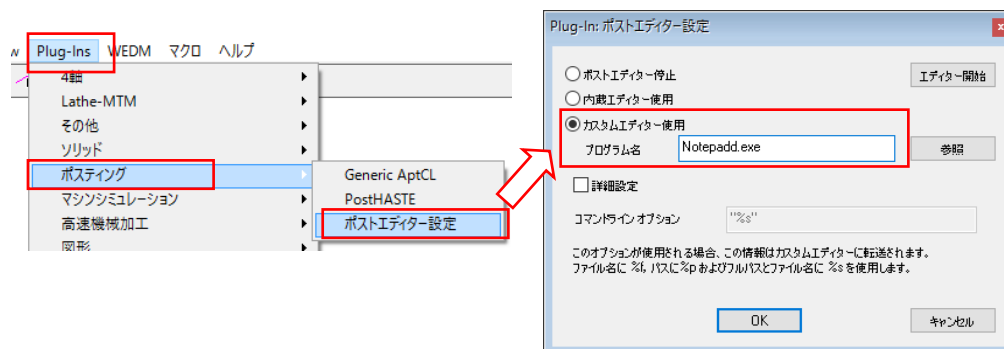 Plug-Ins WEDM マクロ ヘルプ
4軸
Lathe-MTM
その他
ソリッド
ポスティング
マシンシミュレーション
高速機械加工
図形
Generic AptCL
PostHASTE
ポストエディター設定
Plug-In: ポストエディター設定
ポストエディター停止
エディター開始
内蔵エディター使用
カスタムエディター使用
プログラム名 Notepadd.exe 参照
詳細設定
コマンドラインオプション "%s"
このオプションが使用される場合、この情報はカスタムエディターに転送されます。
ファイル名に %f, パスに%p およびフルパスとファイル名に %s を使用します。
OK キャンセル